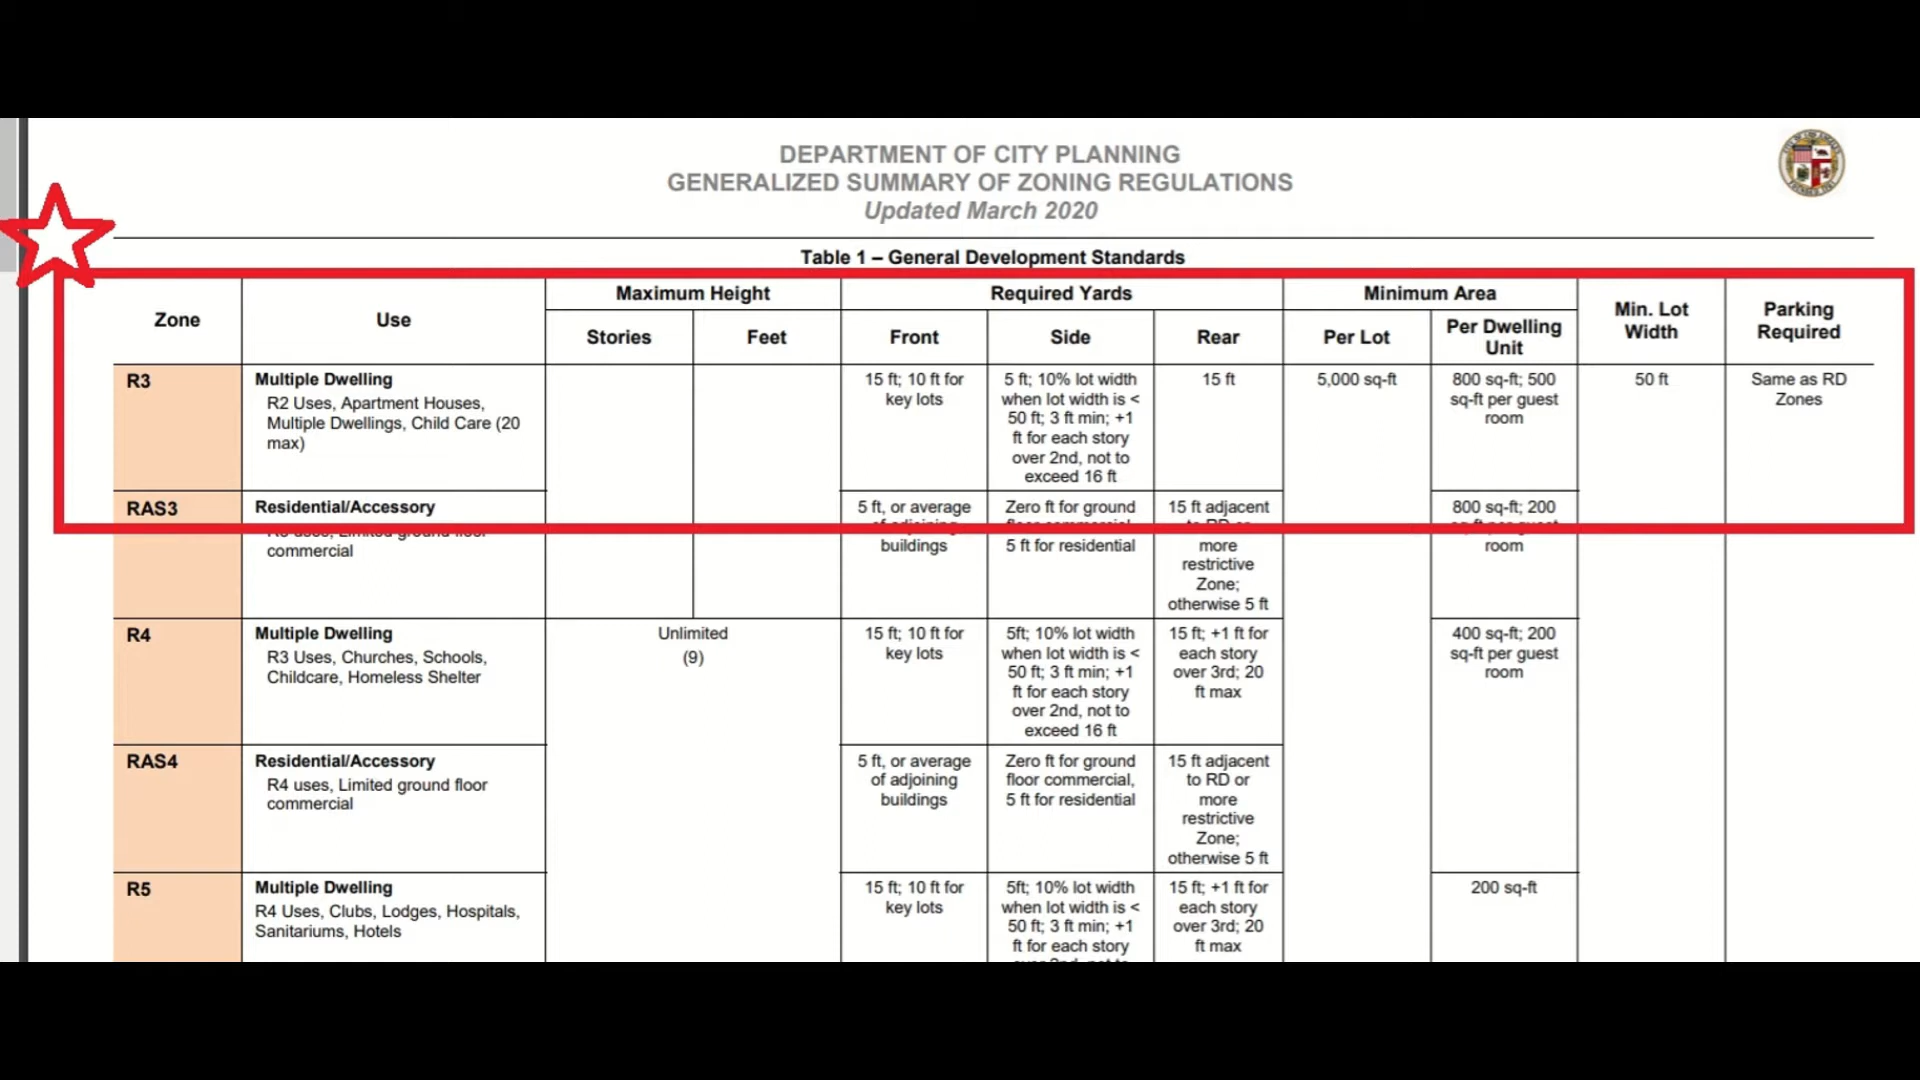 DEPARTMENT OF CITY PLANNING
GENERALIZED SUMMARY OF ZONING REGULATIONS
Updated March 2020
Table 1 – General Development Standards
Zone
Use
Maximum Height
Stories
Feet
Required Yards
Front
Side
Rear
Minimum Area
Per Lot
Per Dwelling
Unit
Min. Lot
Width
Parking
Required
R3
Multiple Dwelling
R2 Uses, Apartment Houses,
Multiple Dwellings, Child Care (20
max)
15 ft; 10 ft for
key lots
5 ft; 10% lot width
when lot width is <
50 ft; 3 ft min; +1
ft for each story
over 2nd, not to
exceed 16 ft
15 ft
5,000 sq-ft
800 sq-ft; 500
sq-ft per guest
room
50 ft
Same as RD
Zones
RAS3
Residential/Accessory
commercial
5 ft, or average
buildings
Zero ft for ground
5 ft for residential
15 ft adjacent
more
restrictive
Zone;
otherwise 5 ft
800 sq-ft; 200
room
R4
Multiple Dwelling
R3 Uses, Churches, Schools,
Childcare, Homeless Shelter
Unlimited
(9)
15 ft; 10 ft for
key lots
5ft; 10% lot width
when lot width is <
50 ft; 3 ft min; +1
ft for each story
over 2nd, not to
exceed 16 ft
15 ft; +1 ft for
each story
over 3rd; 20
ft max
400 sq-ft; 200
sq-ft per guest
room
RAS4
Residential/Accessory
R4 uses, Limited ground floor
commercial
5 ft, or average
of adjoining
buildings
Zero ft for ground
floor commercial,
5 ft for residential
15 ft adjacent
to RD or
more
restrictive
Zone;
otherwise 5 ft
R5
Multiple Dwelling
R4 Uses, Clubs, Lodges, Hospitals,
Sanitariums, Hotels
15 ft; 10 ft for
key lots
5ft; 10% lot width
when lot width is <
50 ft; 3 ft min; +1
ft for each story
15 ft; +1 ft for
each story
over 3rd; 20
ft max
200 sq-ft